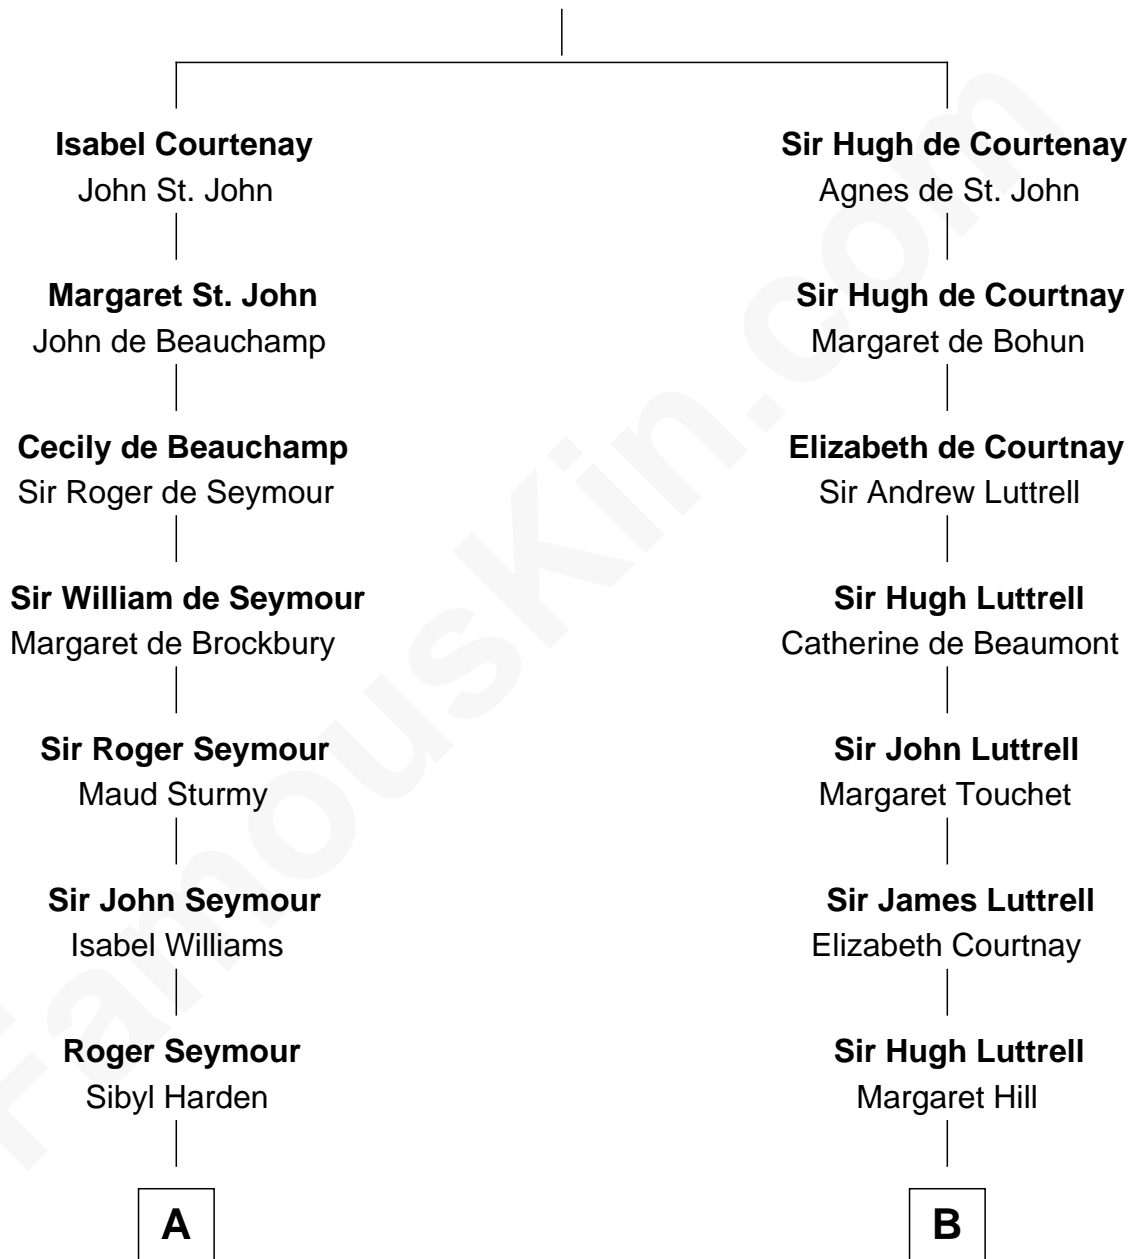 Isabel Courtenay
John St. John
Margaret St. John
John de Beauchamp
Cecily de Beauchamp
Sir Roger de Seymour
Sir William de Seymour
Margaret de Brockbury
Sir Roger Seymour
Maud Sturmy
Sir John Seymour
Isabel Williams
Roger Seymour
Sibyl Harden
A
Sir Hugh de Courtenay
Agnes de St. John
Sir Hugh de Courtnay
Margaret de Bohun
Elizabeth de Courtnay
Sir Andrew Luttrell
Sir Hugh Luttrell
Catherine de Beaumont
Sir John Luttrell
Margaret Touchet
Sir James Luttrell
Elizabeth Courtnay
Sir Hugh Luttrell
Margaret Hill
B
FamousKin.com